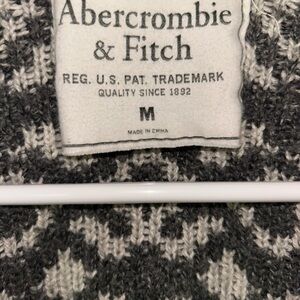 Abercrombie
& Fitch
REG. U.S. PAT. TRADEMARK
QUALITY SINCE 1892
M
MADE IN CHINA